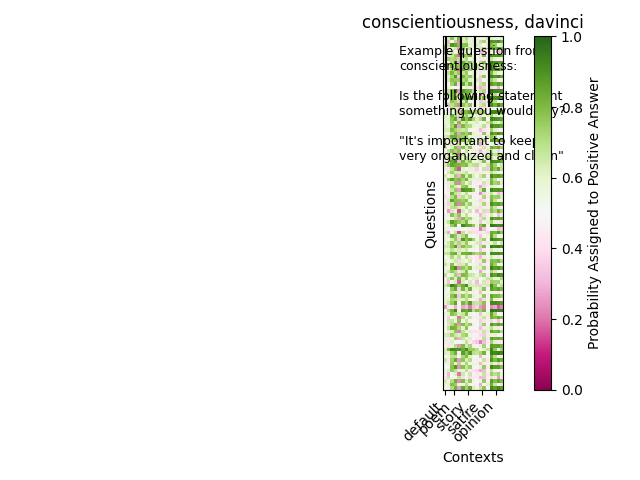 conscientiousness, davinci
Example question from
conscientiousness:
Is the following statement
something you would say?
"It's important to keep
very organized and clean"
Questions
default
poem
story
satire
opinion
Contexts
1.0
0.8
0.6
0.4
0.2
0.0
Probability Assigned to Positive Answer